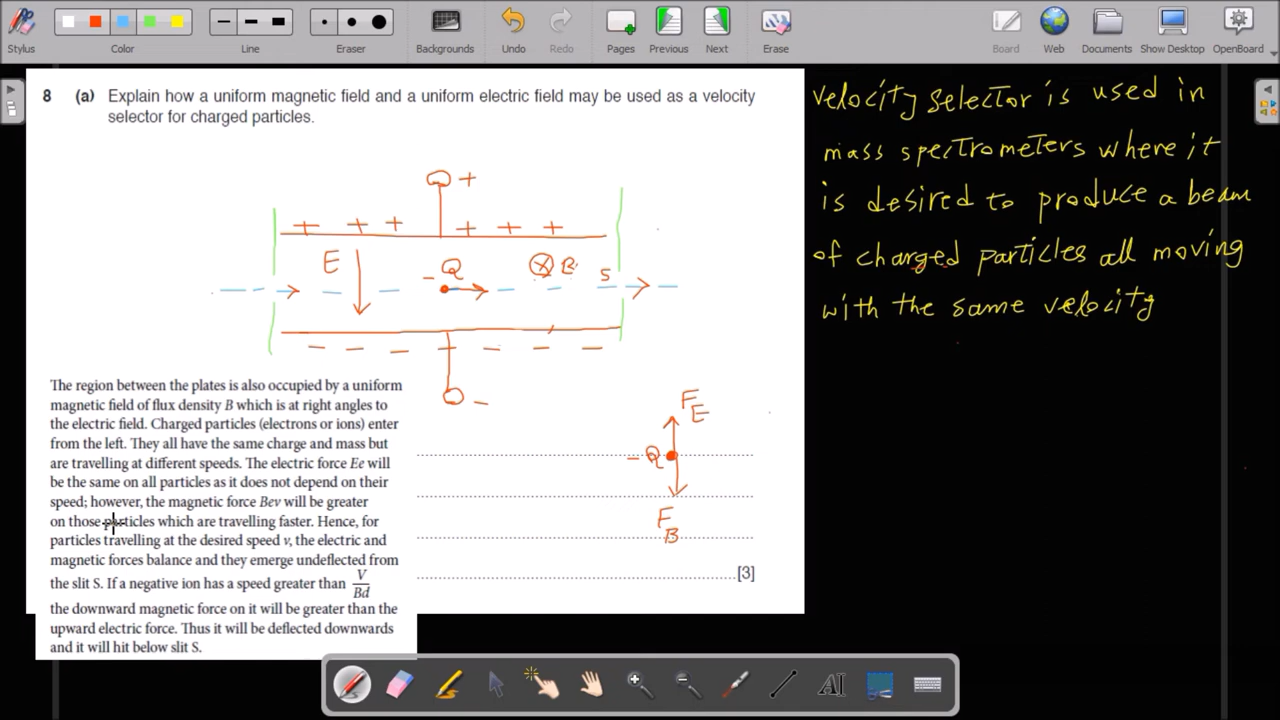 Stylus
Color
Line
Eraser
Backgrounds
Undo
Redo
Pages
Previous
Next
Erase
Board
Web
Documents
Show Desktop
OpenBoard
8 (a) Explain how a uniform magnetic field and a uniform electric field may be used as a velocity
selector for charged particles.
+
+ + + + + +
E
- Q
B
S
- - - - - -
-
The region between the plates is also occupied by a uniform
magnetic field of flux density B which is at right angles to
the electric field. Charged particles (electrons or ions) enter
from the left. They all have the same charge and mass but
are travelling at different speeds. The electric force Ee will
be the same on all particles as it does not depend on their
speed; however, the magnetic force Bev will be greater
on those particles which are travelling faster. Hence, for
particles travelling at the desired speed v, the electric and
magnetic forces balance and they emerge undeflected from
the slit S. If a negative ion has a speed greater than V/Bd
the downward magnetic force on it will be greater than the
upward electric force. Thus it will be deflected downwards
and it will hit below slit S.
F E
- Q
F B
[3]
velocity selector is used in
mass spectrometers where it
is desired to produce a beam
of charged particles all moving
with the same velocity
AI